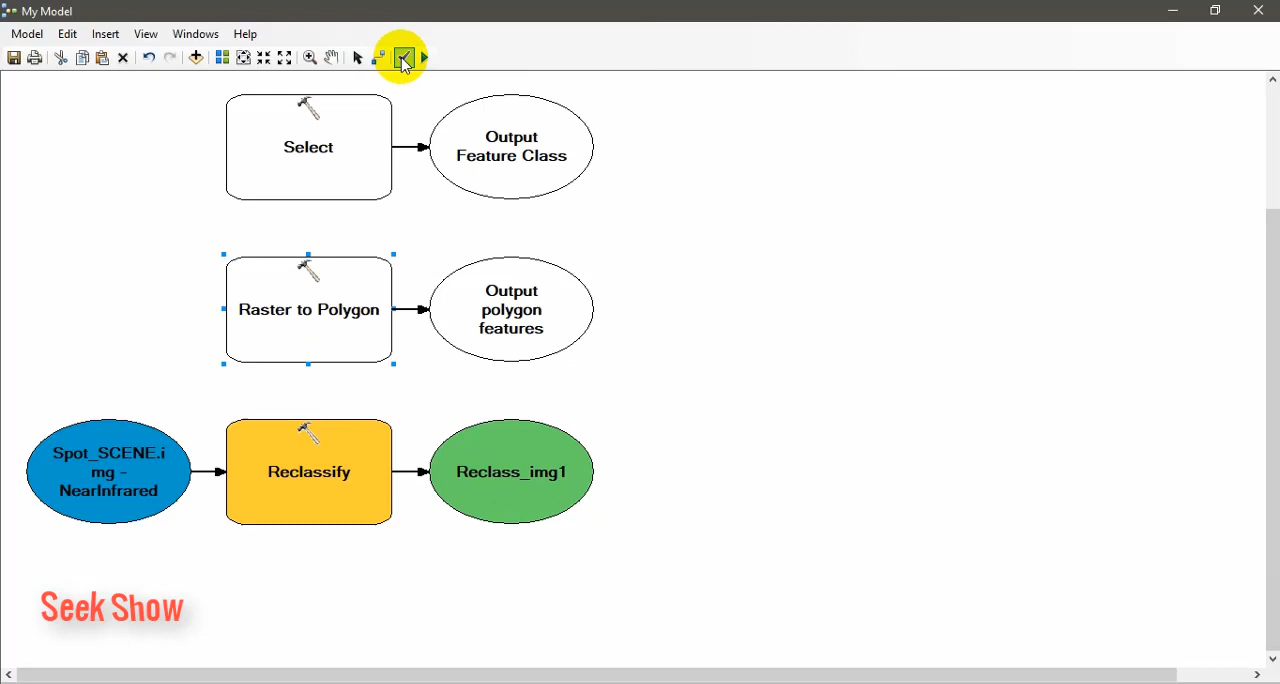 My Model
Model Edit Insert View Windows Help
Select
Output
Feature Class
Raster to Polygon
Output
polygon
features
Spot_SCENE.i
mg -
NearInfrared
Reclassify
Reclass_img1
Seek Show